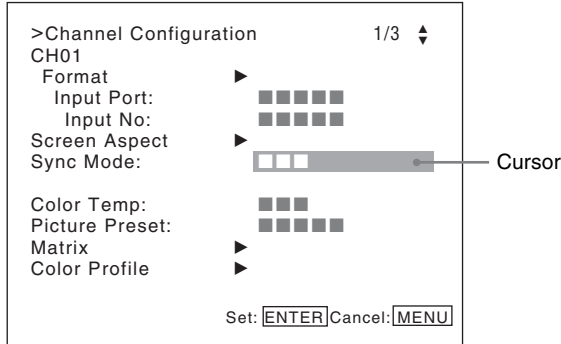 >Channel Configuration 1/3
CH01
Format
Input Port:
Input No:
Screen Aspect
Sync Mode:
Cursor
Color Temp:
Picture Preset:
Matrix
Color Profile
Set: ENTER Cancel: MENU